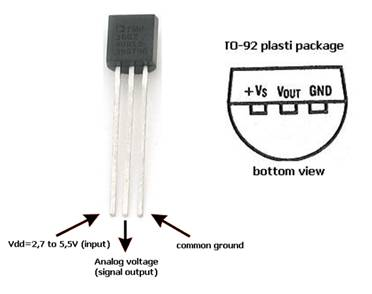 TO-92 plasti package
+Vs VOUT GND
bottom view
Vdd=2,7 to 5,5V (input)
Analog voltage
(signal output)
common ground